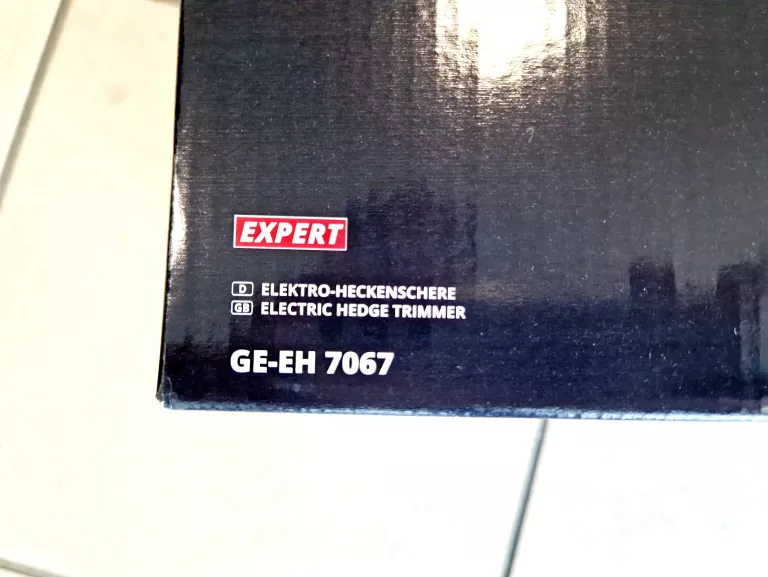 EXPERT
D ELEKTRO-HECKENSCHERE
GB ELECTRIC HEDGE TRIMMER
GE-EH 7067